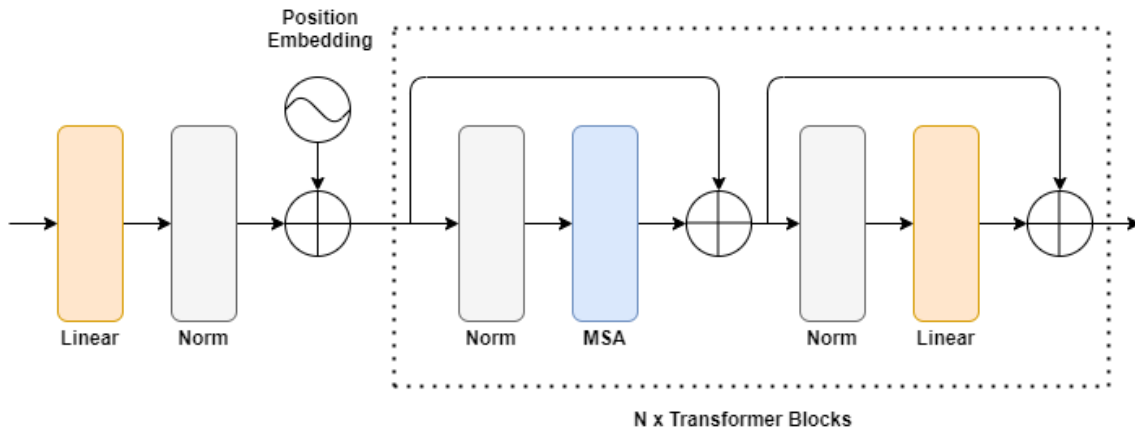 Position
Embedding
Linear
Norm
Norm
MSA
Norm
Linear
N x Transformer Blocks